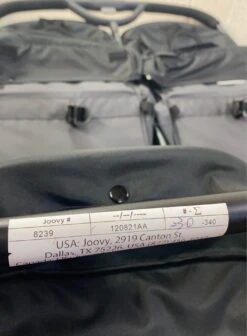 Joovy # --/--/---- # - Σ
8239 120821AA -340
USA: Joovy, 2919 Canton St.
Dallas, TX 75226, USA